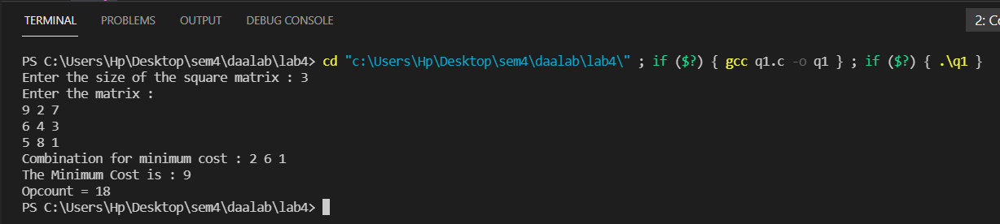 TERMINAL PROBLEMS OUTPUT DEBUG CONSOLE 2: Co
PS C:\Users\Hp\Desktop\sem4\daalab\lab4> cd "c:\Users\Hp\Desktop\sem4\daalab\lab4\" ; if ($?) { gcc q1.c -o q1 } ; if ($?) { .\q1 }
Enter the size of the square matrix : 3
Enter the matrix :
9 2 7
6 4 3
5 8 1
Combination for minimum cost : 2 6 1
The Minimum Cost is : 9
Opcount = 18
PS C:\Users\Hp\Desktop\sem4\daalab\lab4>